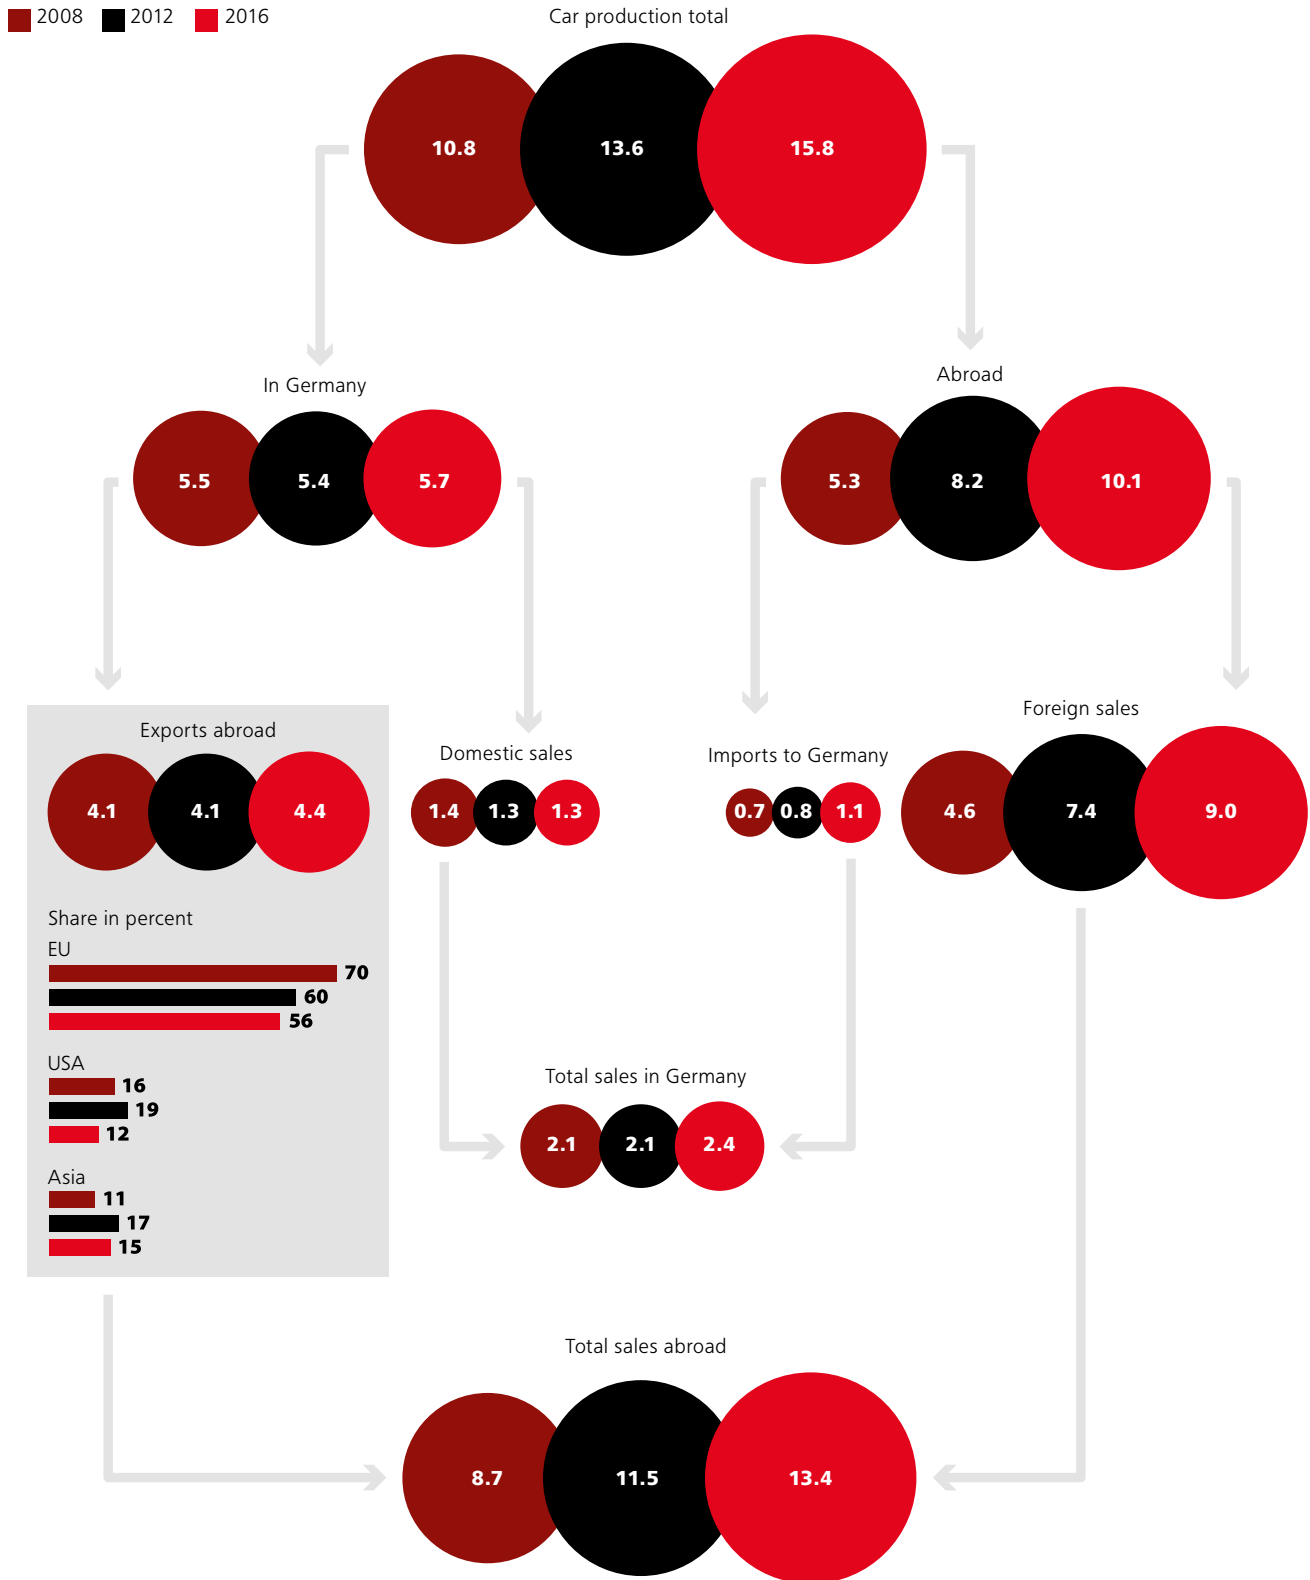 2008 2012 2016
Car production total
10.8 13.6 15.8
In Germany
5.5 5.4 5.7
Abroad
5.3 8.2 10.1
Exports abroad
4.1 4.1 4.4
Share in percent
EU
70
60
56
USA
16
19
12
Asia
11
17
15
Domestic sales
1.4 1.3 1.3
Imports to Germany
0.7 0.8 1.1
Foreign sales
4.6 7.4 9.0
Total sales in Germany
2.1 2.1 2.4
Total sales abroad
8.7 11.5 13.4